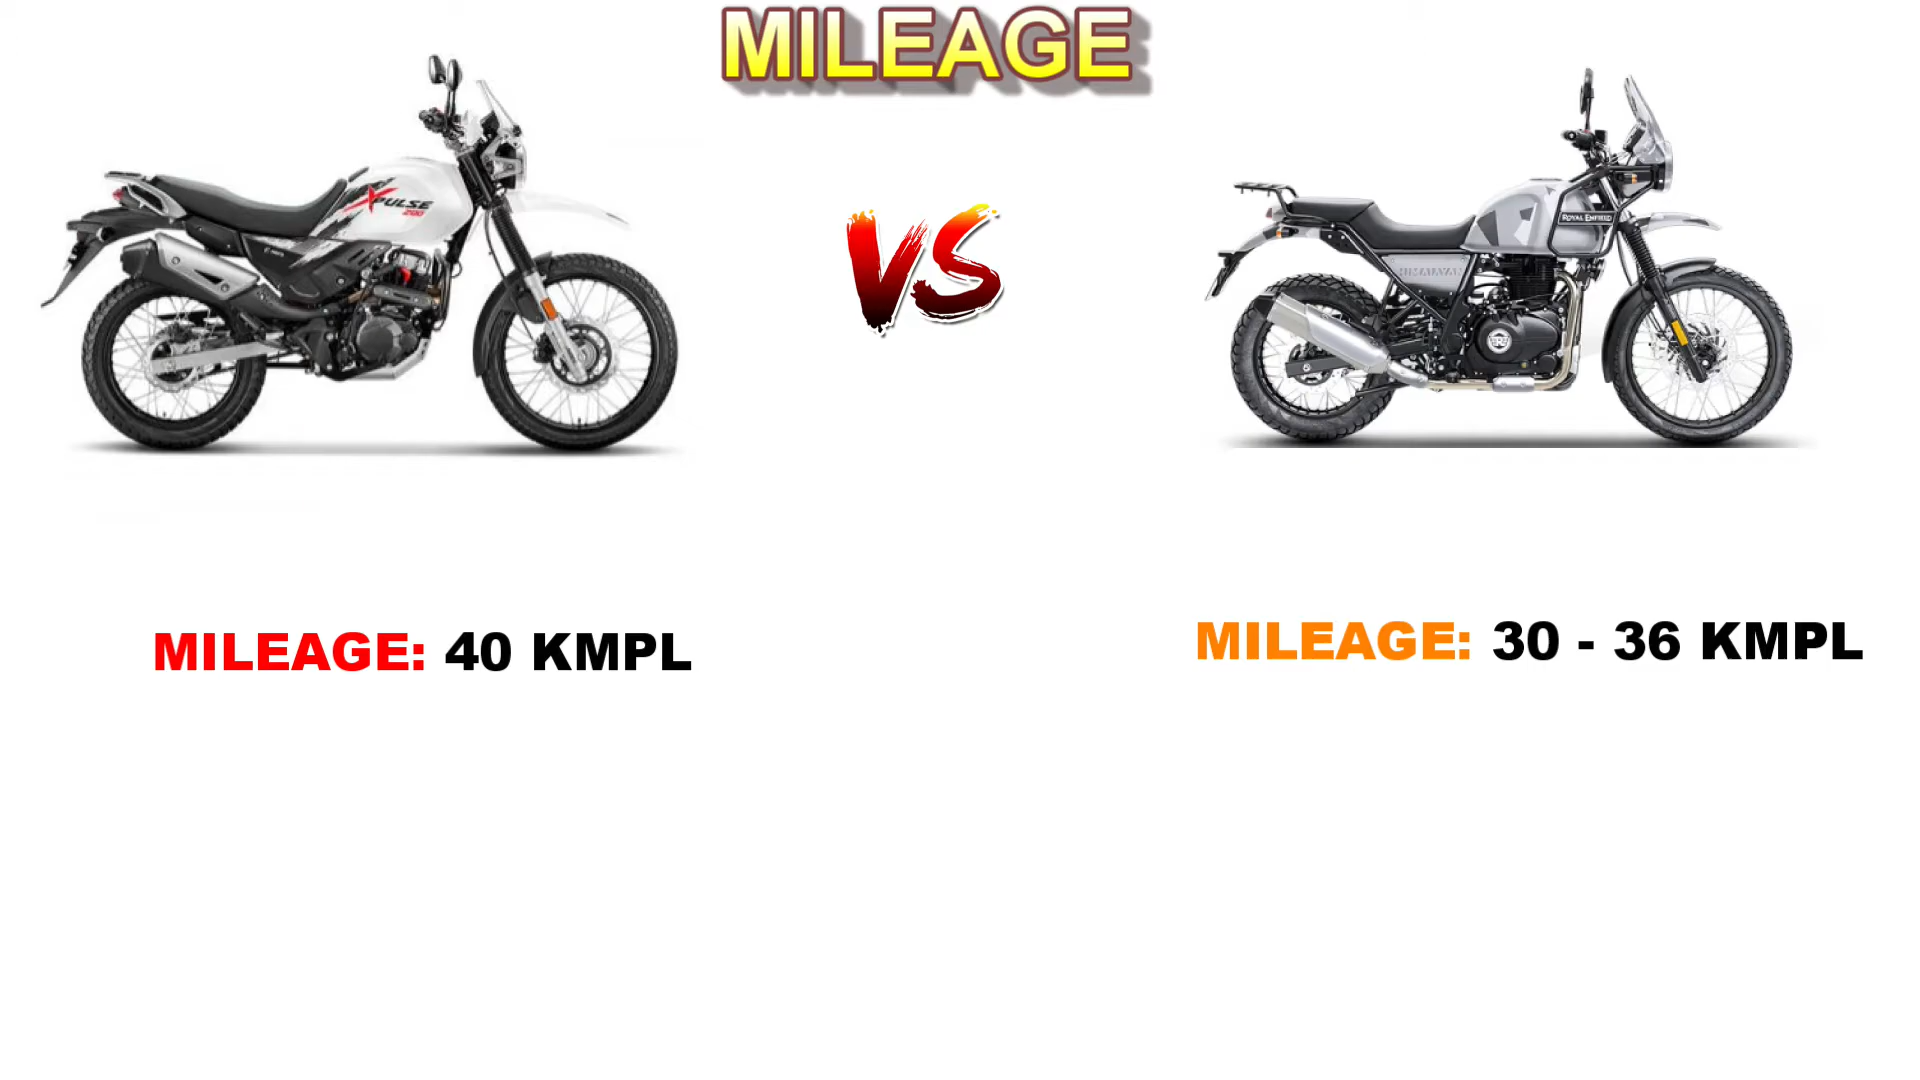 MILEAGE
XPULSE
200
VS
ROYAL ENFIELD
HIMALAYAN
MILEAGE: 40 KMPL
MILEAGE: 30 - 36 KMPL